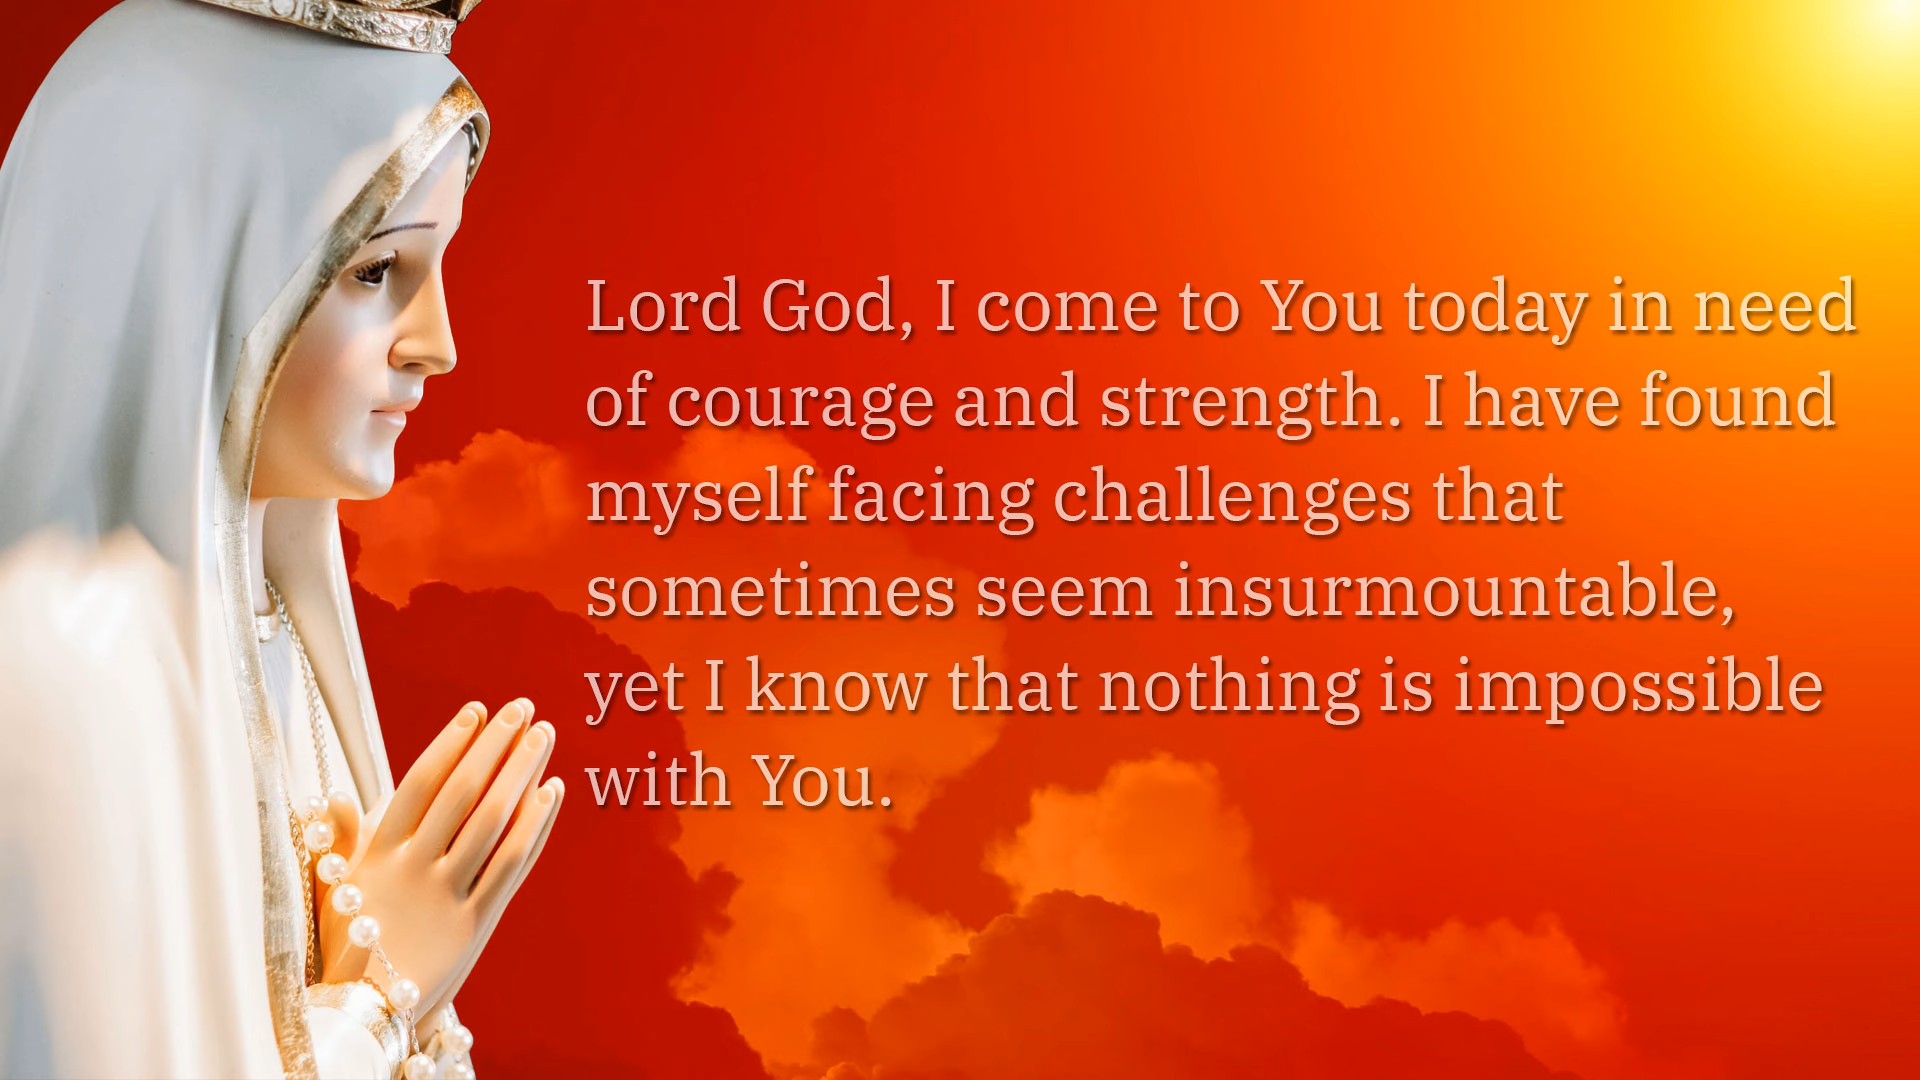 Lord God, I come to You today in need
of courage and strength. I have found
myself facing challenges that
sometimes seem insurmountable,
yet I know that nothing is impossible
with You.